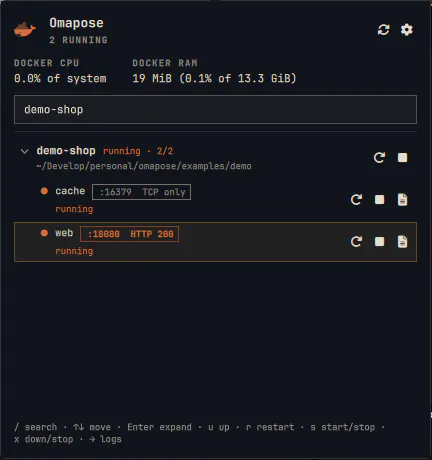 Omapose
2 RUNNING
DOCKER CPU DOCKER RAM
0.0% of system 19 MiB (0.1% of 13.3 GiB)
demo-shop
demo-shop running · 2/2
~/Develop/personal/omapose/examples/demo
cache :16379 TCP only
running
web :18080 HTTP 200
running
/ search · ↑↓ move · Enter expand · u up · r restart · s start/stop ·
x down/stop · → logs